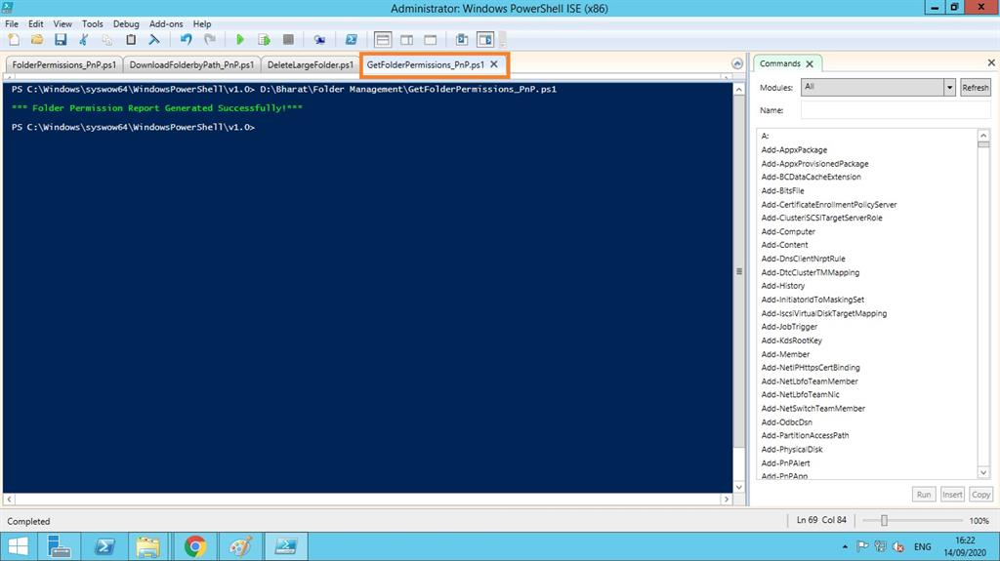 Administrator: Windows PowerShell ISE (x86)
File Edit View Tools Debug Add-ons Help
FolderPermissions_PnP.ps1 DownloadFolderbyPath_PnP.ps1 DeleteLargeFolder.ps1 GetFolderPermissions_PnP.ps1
PS C:\Windows\syswow64\WindowsPowerShell\v1.0> D:\Bharat\Folder Management\GetFolderPermissions_PnP.ps1
*** Folder Permission Report Generated Successfully!***
PS C:\Windows\syswow64\WindowsPowerShell\v1.0>
Commands
Modules: All Refresh
Name:
A:
Add-AppxPackage
Add-AppxProvisionedPackage
Add-BCDataCacheExtension
Add-BitsFile
Add-CertificateEnrollmentPolicyServer
Add-ClusteriSCSITargetServerRole
Add-Computer
Add-Content
Add-DnsClientNrptRule
Add-DtcClusterTMMapping
Add-History
Add-InitiatorIdToMaskingSet
Add-IscsiVirtualDiskTargetMapping
Add-JobTrigger
Add-KdsRootKey
Add-Member
Add-NetIPHttpsCertBinding
Add-NetLbfoTeamMember
Add-NetLbfoTeamNic
Add-NetSwitchTeamMember
Add-OdbcDsn
Add-PartitionAccessPath
Add-PhysicalDisk
Add-PnPAlert
Add-PnPApp
Run Insert Copy
Completed
Ln 69 Col 84
100%
ENG
16:22
14/09/2020